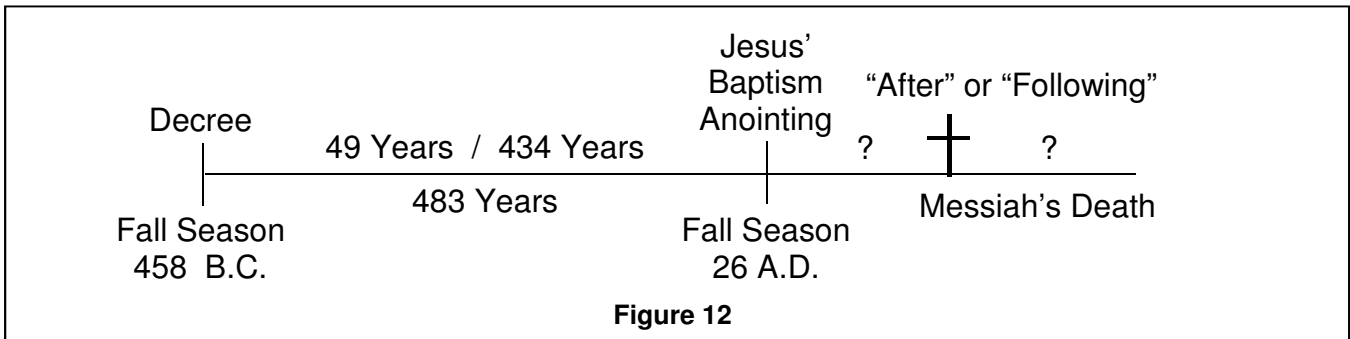 Decree
49 Years / 434 Years
483 Years
Fall Season
458 B.C.
Jesus’
Baptism
Anointing
Fall Season
26 A.D.
“After” or “Following”
? ?
Messiah’s Death
Figure 12